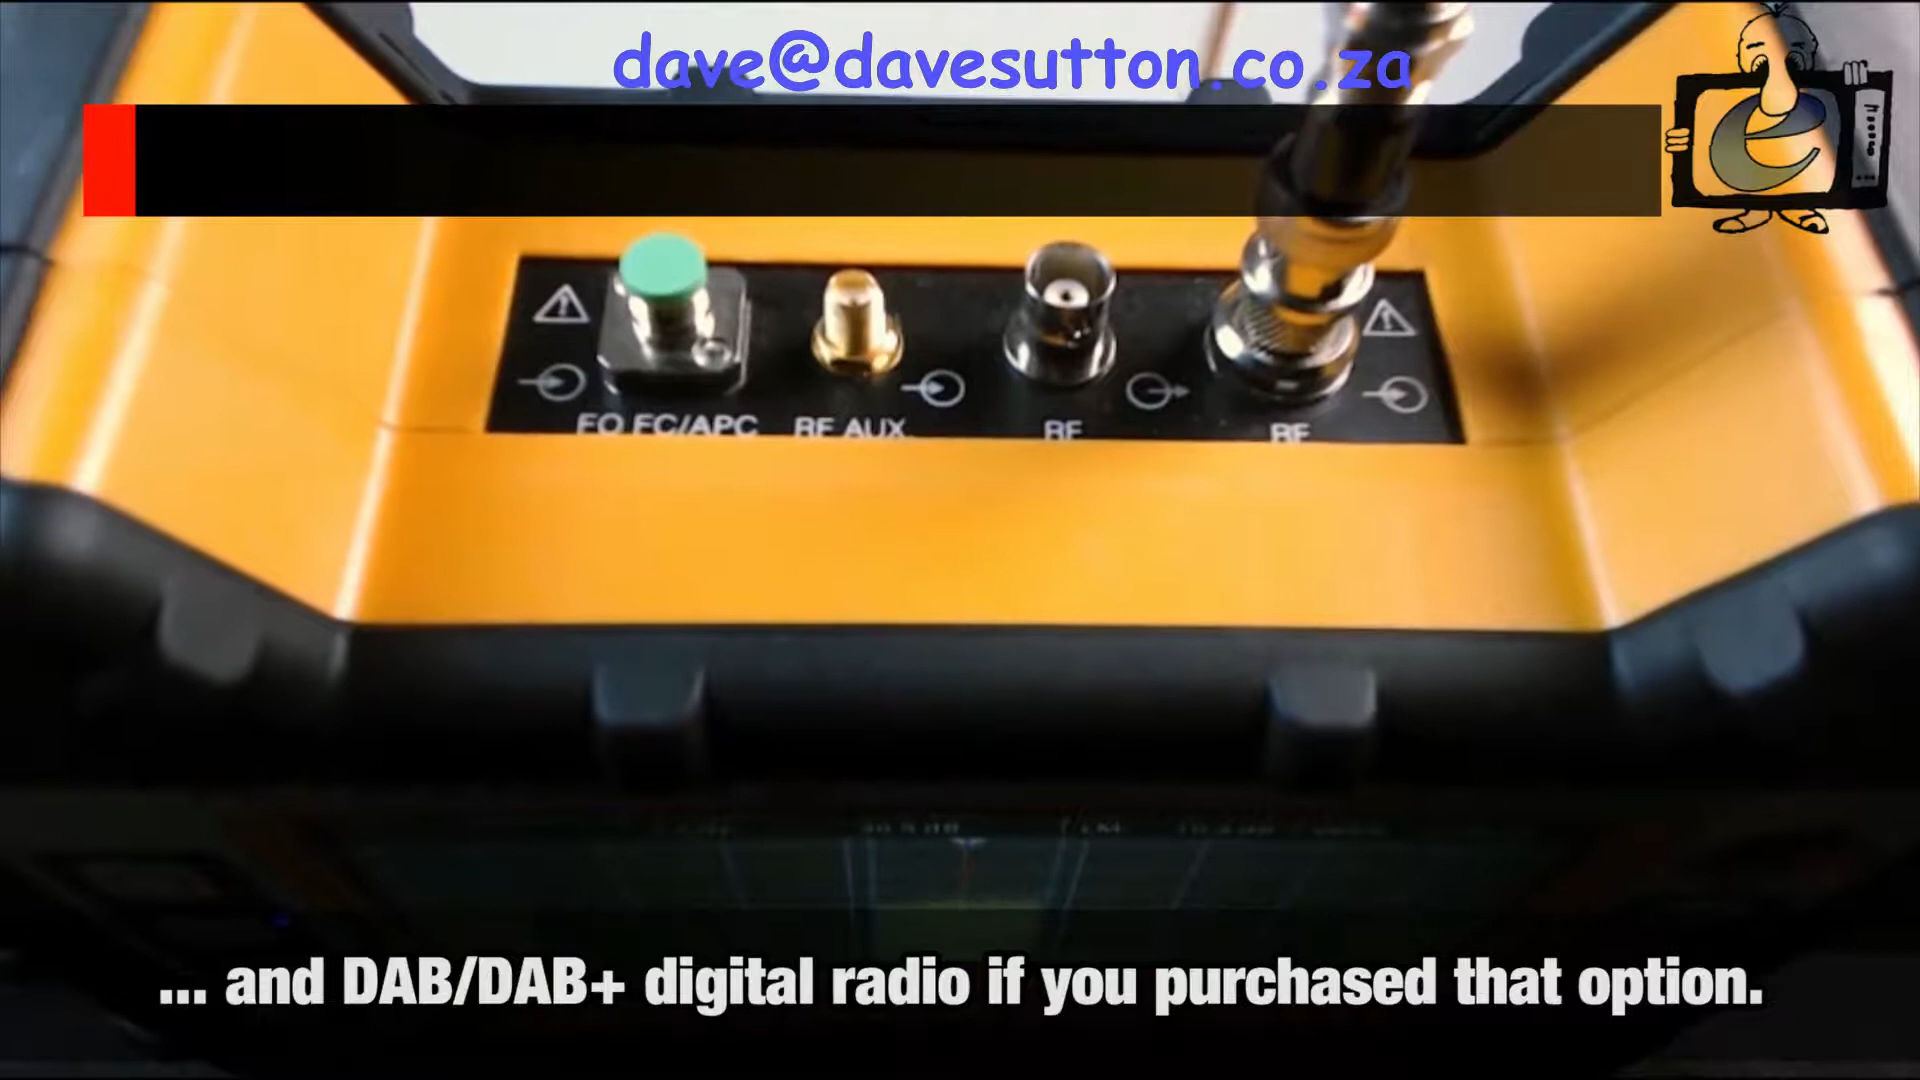 dave@davesutton.co.za
e
FO FC/APC
RF AUX.
RF
RF
... and DAB/DAB+ digital radio if you purchased that option.